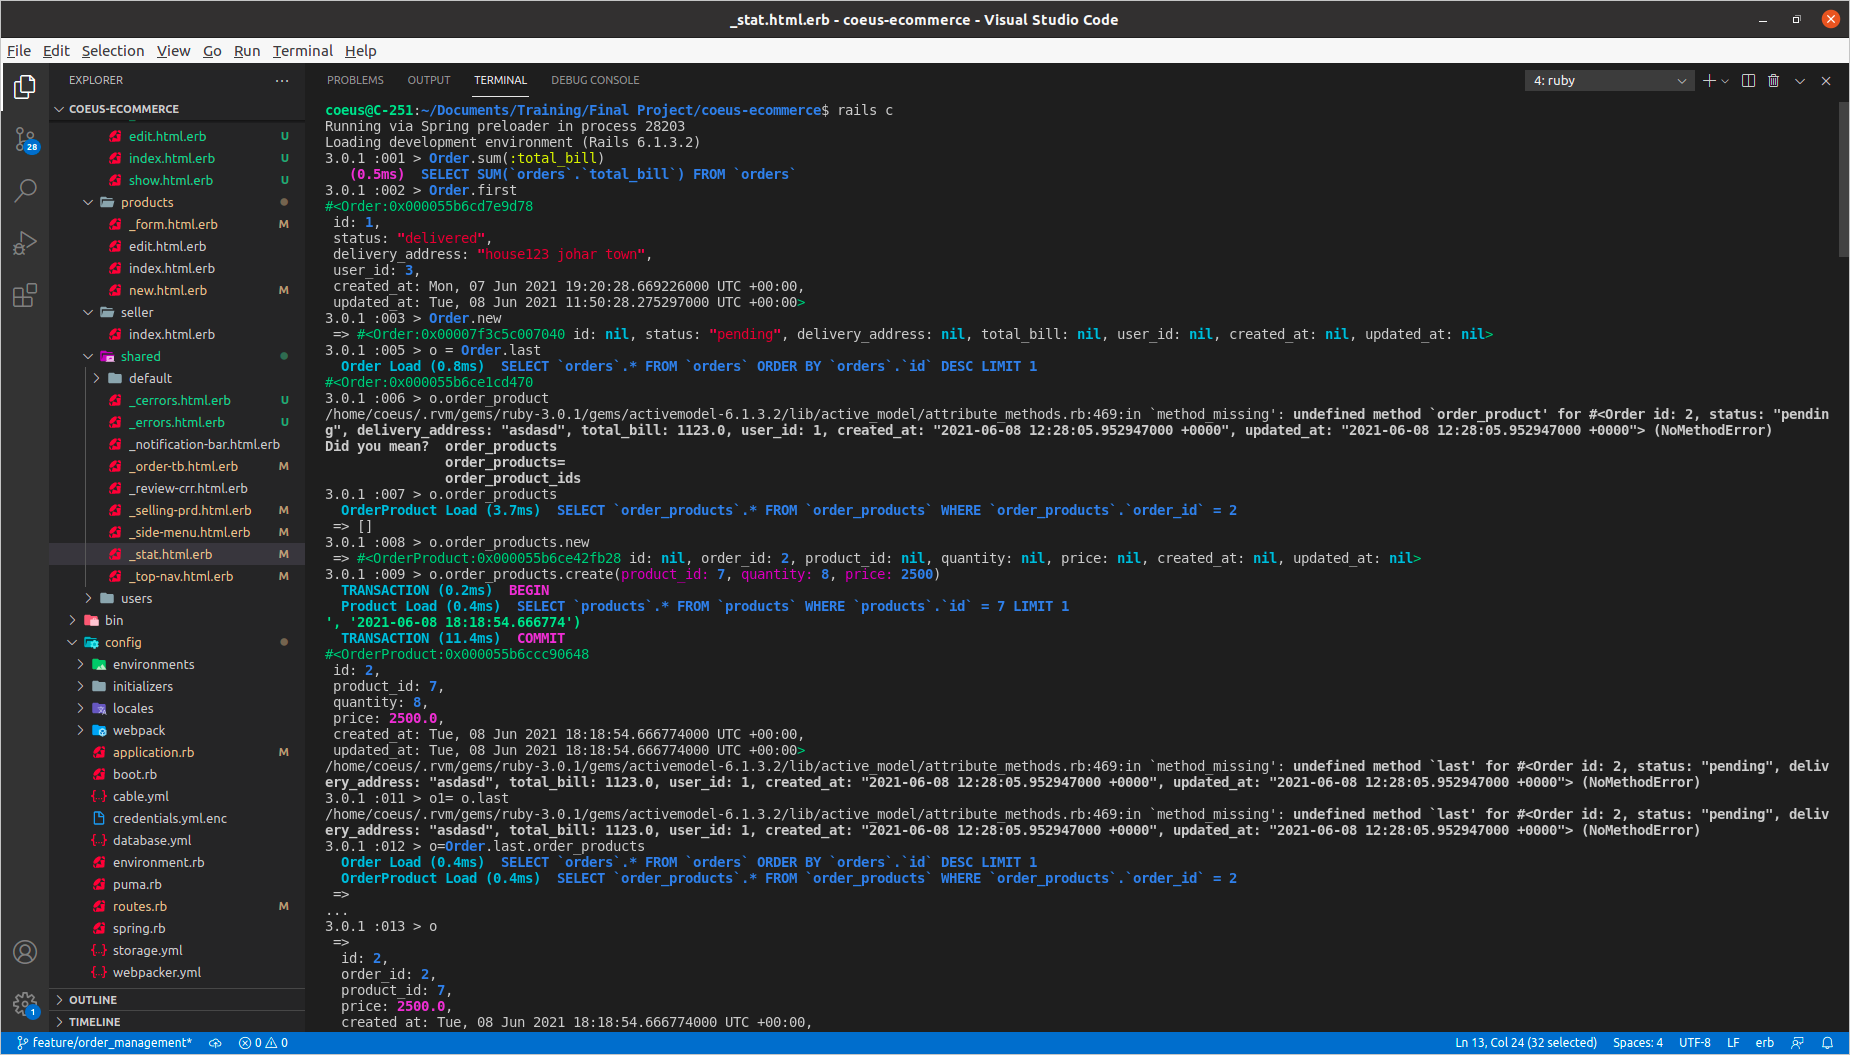 _stat.html.erb - coeus-ecommerce - Visual Studio Code
File Edit Selection View Go Run Terminal Help
EXPLORER
COEUS-ECOMMERCE
edit.html.erb U
index.html.erb U
show.html.erb U
products
_form.html.erb M
edit.html.erb
index.html.erb
new.html.erb M
seller
index.html.erb
shared
default
_cerrors.html.erb U
_errors.html.erb U
_notification-bar.html.erb
_order-tb.html.erb M
_review-crr.html.erb
_selling-prd.html.erb M
_side-menu.html.erb M
_stat.html.erb M
_top-nav.html.erb M
users
bin
config
environments
initializers
locales
webpack
application.rb M
boot.rb
cable.yml
credentials.yml.enc
database.yml
environment.rb
puma.rb
routes.rb M
spring.rb
storage.yml
webpacker.yml
OUTLINE
TIMELINE
28
1
PROBLEMS OUTPUT TERMINAL DEBUG CONSOLE 4: ruby
coeus@C-251:~/Documents/Training/Final Project/coeus-ecommerce$ rails c
Running via Spring preloader in process 28203
Loading development environment (Rails 6.1.3.2)
3.0.1 :001 > Order.sum(:total_bill)
(0.5ms) SELECT SUM(`orders`.`total_bill`) FROM `orders`
3.0.1 :002 > Order.first
#<Order:0x000055b6cd7e9d78
id: 1,
status: "delivered",
delivery_address: "house123 johar town",
user_id: 3,
created_at: Mon, 07 Jun 2021 19:20:28.669226000 UTC +00:00,
updated_at: Tue, 08 Jun 2021 11:50:28.275297000 UTC +00:00>
3.0.1 :003 > Order.new
=> #<Order:0x00007f3c5c007040 id: nil, status: "pending", delivery_address: nil, total_bill: nil, user_id: nil, created_at: nil, updated_at: nil>
3.0.1 :005 > o = Order.last
Order Load (0.8ms) SELECT `orders`.* FROM `orders` ORDER BY `orders`.`id` DESC LIMIT 1
#<Order:0x000055b6ce1cd470
3.0.1 :006 > o.order_product
/home/coeus/.rvm/gems/ruby-3.0.1/gems/activemodel-6.1.3.2/lib/active_model/attribute_methods.rb:469:in `method_missing': undefined method `order_product' for #<Order id: 2, status: "pendin
g", delivery_address: "asdasd", total_bill: 1123.0, user_id: 1, created_at: "2021-06-08 12:28:05.952947000 +0000", updated_at: "2021-06-08 12:28:05.952947000 +0000"> (NoMethodError)
Did you mean? order_products
order_products=
order_product_ids
3.0.1 :007 > o.order_products
OrderProduct Load (3.7ms) SELECT `order_products`.* FROM `order_products` WHERE `order_products`.`order_id` = 2
=> []
3.0.1 :008 > o.order_products.new
=> #<OrderProduct:0x000055b6ce42fb28 id: nil, order_id: 2, product_id: nil, quantity: nil, price: nil, created_at: nil, updated_at: nil>
3.0.1 :009 > o.order_products.create(product_id: 7, quantity: 8, price: 2500)
TRANSACTION (0.2ms) BEGIN
Product Load (0.4ms) SELECT `products`.* FROM `products` WHERE `products`.`id` = 7 LIMIT 1
', '2021-06-08 18:18:54.666774')
TRANSACTION (11.4ms) COMMIT
#<OrderProduct:0x000055b6ccc90648
id: 2,
product_id: 7,
quantity: 8,
price: 2500.0,
created_at: Tue, 08 Jun 2021 18:18:54.666774000 UTC +00:00,
updated_at: Tue, 08 Jun 2021 18:18:54.666774000 UTC +00:00>
/home/coeus/.rvm/gems/ruby-3.0.1/gems/activemodel-6.1.3.2/lib/active_model/attribute_methods.rb:469:in `method_missing': undefined method `last' for #<Order id: 2, status: "pending", deliv
ery_address: "asdasd", total_bill: 1123.0, user_id: 1, created_at: "2021-06-08 12:28:05.952947000 +0000", updated_at: "2021-06-08 12:28:05.952947000 +0000"> (NoMethodError)
3.0.1 :011 > o1= o.last
/home/coeus/.rvm/gems/ruby-3.0.1/gems/activemodel-6.1.3.2/lib/active_model/attribute_methods.rb:469:in `method_missing': undefined method `last' for #<Order id: 2, status: "pending", deliv
ery_address: "asdasd", total_bill: 1123.0, user_id: 1, created_at: "2021-06-08 12:28:05.952947000 +0000", updated_at: "2021-06-08 12:28:05.952947000 +0000"> (NoMethodError)
3.0.1 :012 > o=Order.last.order_products
Order Load (0.4ms) SELECT `orders`.* FROM `orders` ORDER BY `orders`.`id` DESC LIMIT 1
OrderProduct Load (0.4ms) SELECT `order_products`.* FROM `order_products` WHERE `order_products`.`order_id` = 2
=>
...
3.0.1 :013 > o
=>
id: 2,
order_id: 2,
product_id: 7,
price: 2500.0,
created at: Tue, 08 Jun 2021 18:18:54.666774000 UTC +00:00,
feature/order_management* 0 0 Ln 13, Col 24 (32 selected) Spaces: 4 UTF-8 LF erb